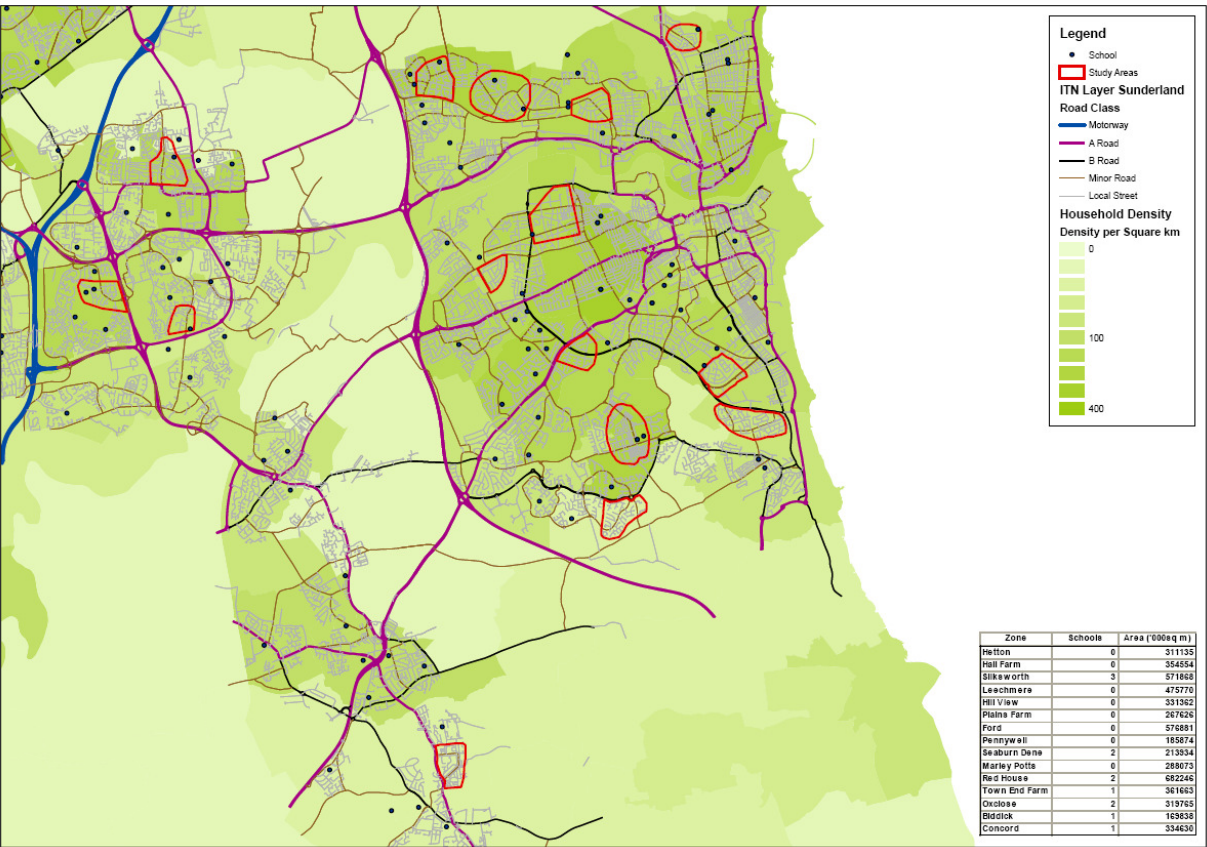 Legend
School
Study Areas
ITN Layer Sunderland
Road Class
Motorway
A Road
B Road
Minor Road
Local Street
Household Density
Density per Square km
0
100
400
Zone Schools Area ('000sq m)
Hetton 0 311135
Hall Farm 0 354554
Silksworth 3 571868
Leechmere 0 475770
Hill View 0 331362
Plains Farm 0 267626
Ford 0 576881
Pennywell 0 185874
Seaburn Dene 2 213934
Marley Potts 0 288073
Red House 2 682246
Town End Farm 1 361663
Oxclose 2 319765
Biddick 1 169838
Concord 1 334630